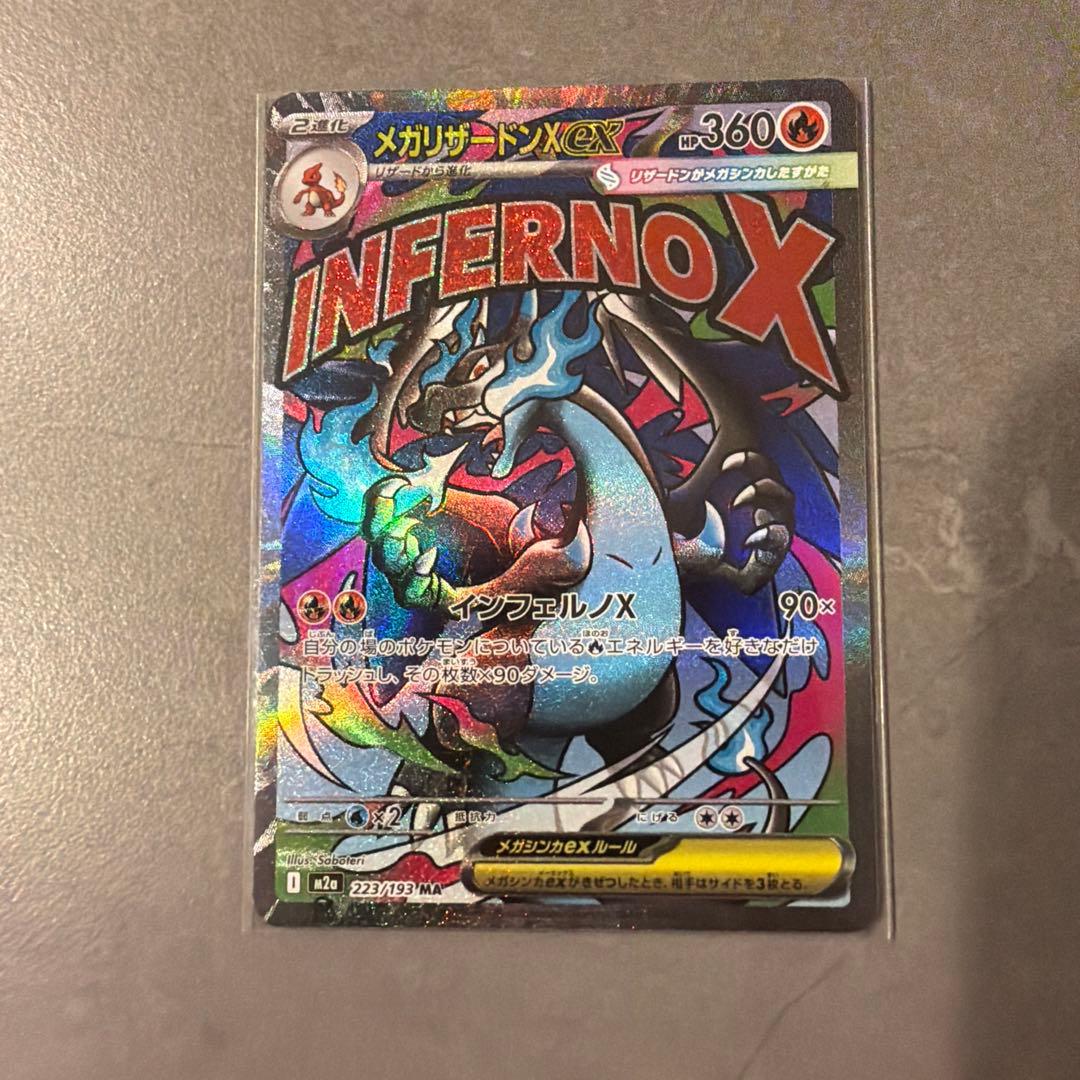 2進化
メガリザードンXex
HP360
リザードから進化
リザードンがメガシンカしたすがた
INFERNO X
インフェルノX 90×
自分の場のポケモンについているエネルギーを好きなだけ
トラッシュし、その枚数×90ダメージ。
弱点 ×2 抵抗力 にげる
メガシンカexルール
メガシンカexがきぜつしたとき、相手はサイドを3枚とる。
Illus. Saboteri
I M2a 223/193 MA